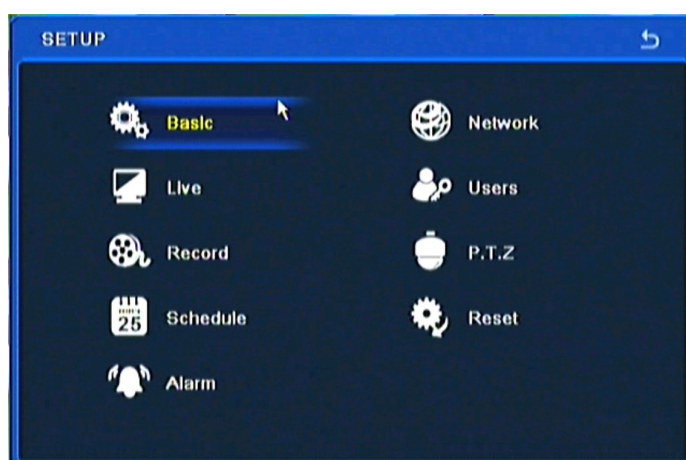 SETUP
Basic
Live
Record
25
Schedule
Alarm
Network
Users
P.T.Z
Reset